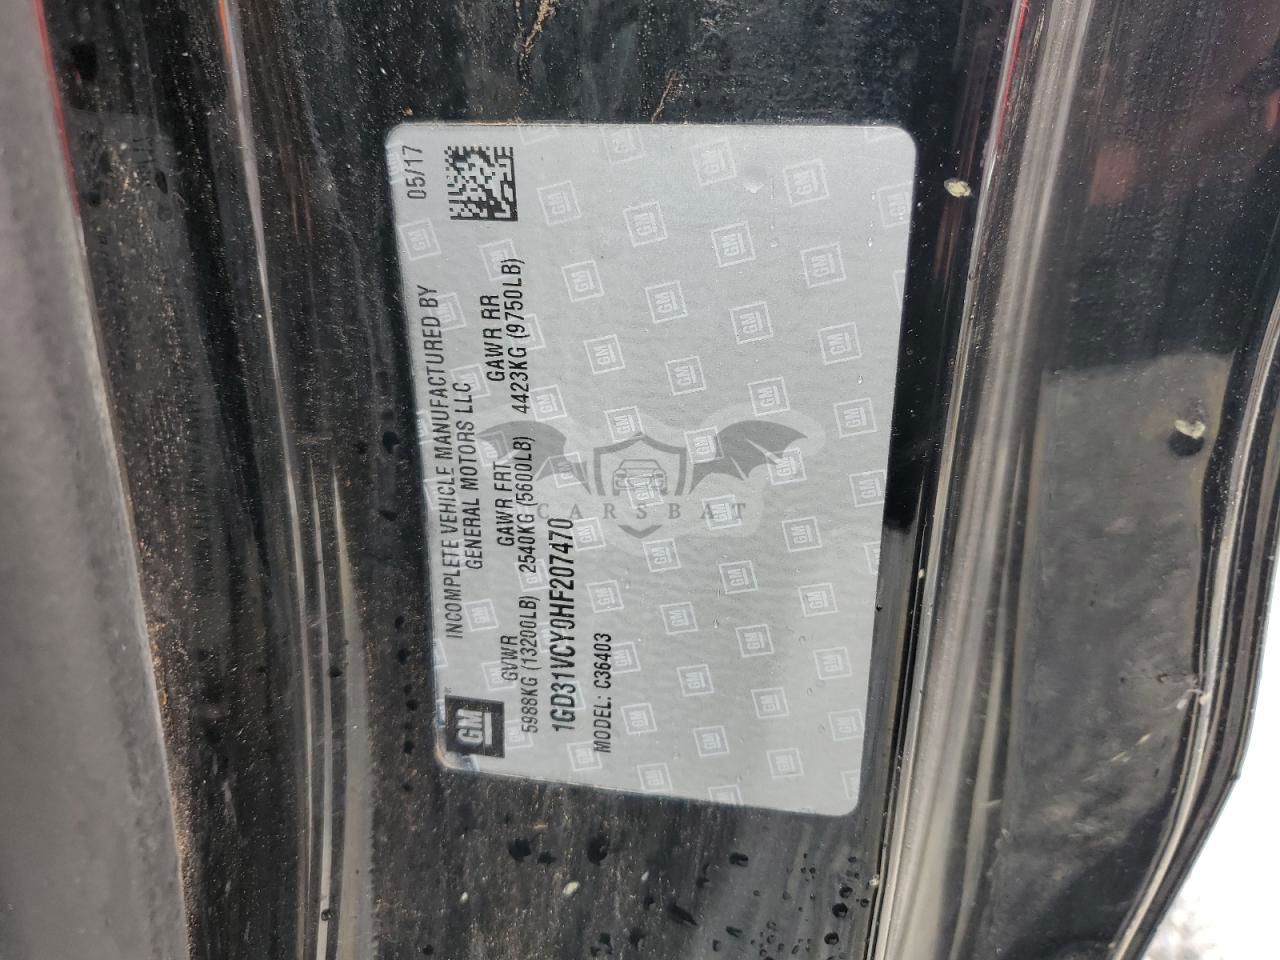 INCOMPLETE VEHICLE MANUFACTURED BY
GENERAL MOTORS LLC
05/17
GM
GVWR GAWR FRT GAWR RR
5988KG (13200LB) 2540KG (5600LB) 4423KG (9750LB)
1GD31VCY0HF207470
MODEL: C36403
CARSBAT